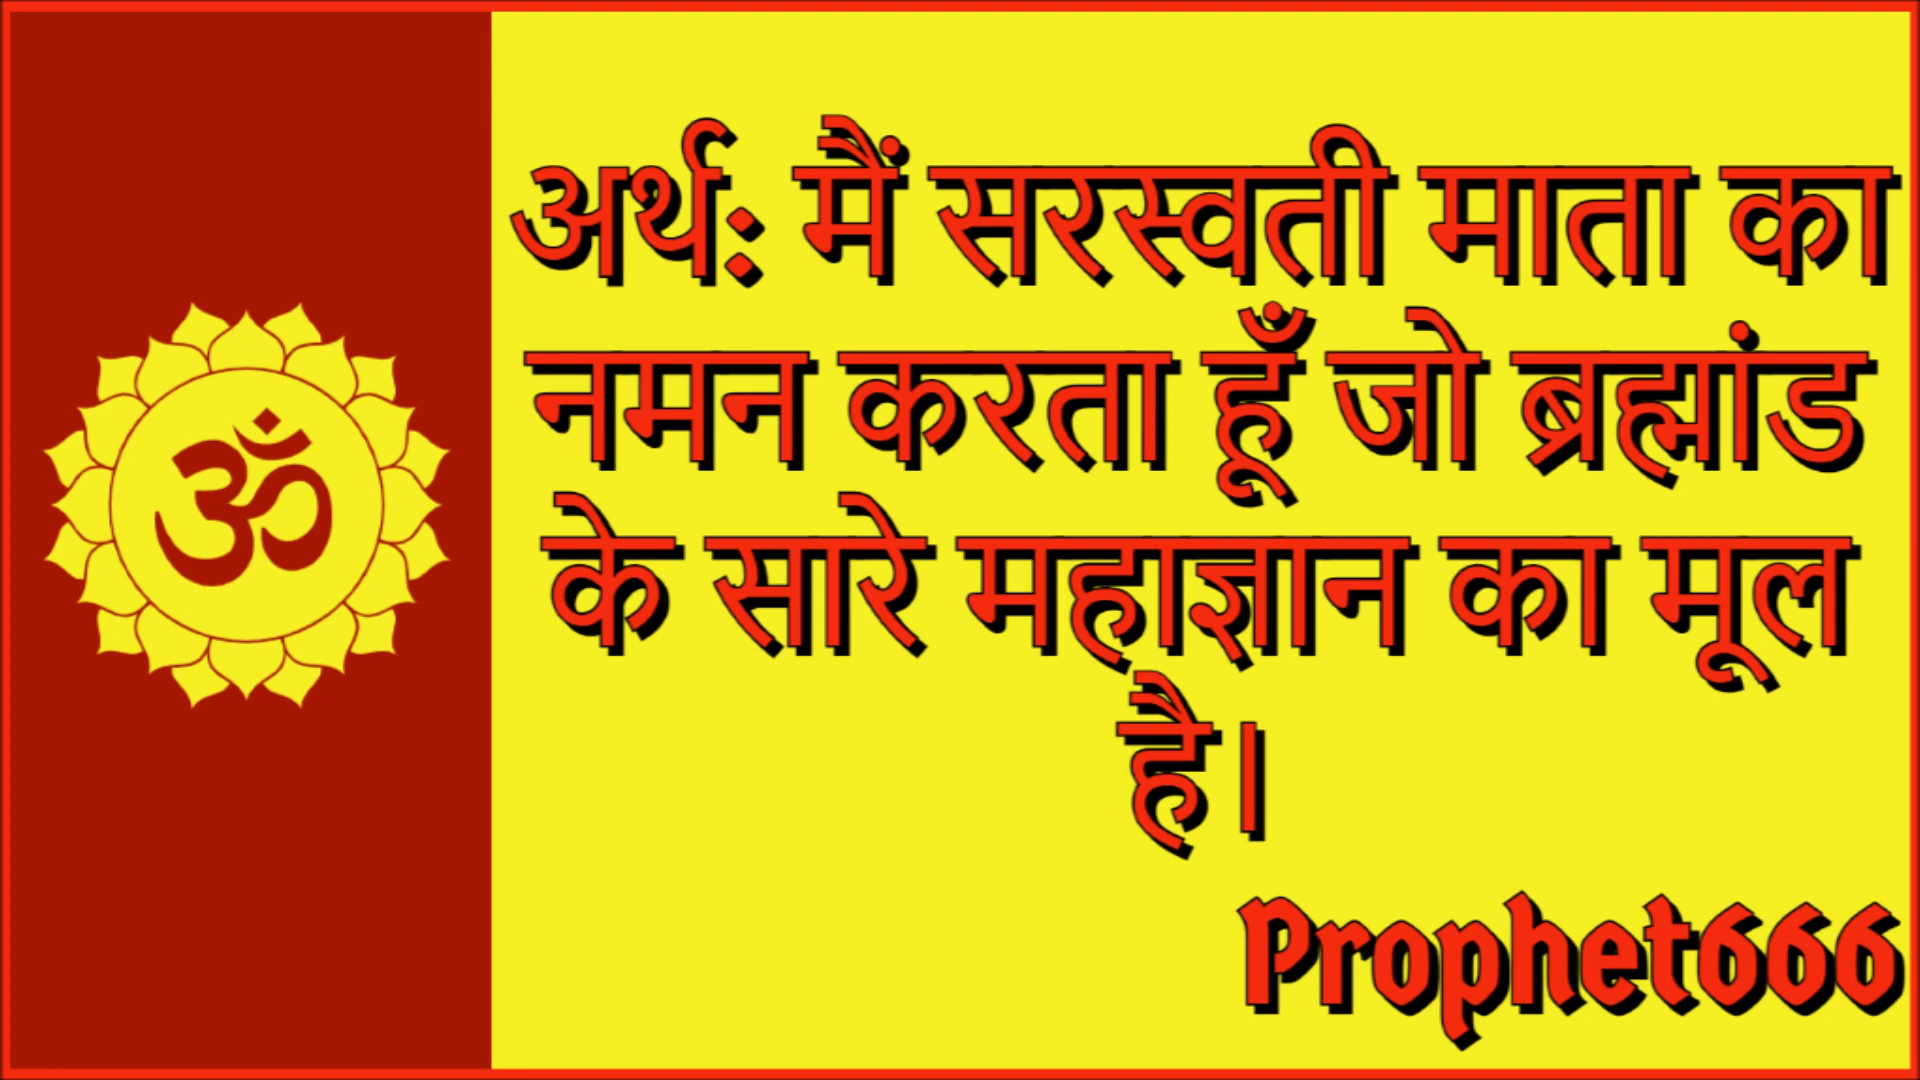 ॐ
अर्थ: मैं सरस्वती माता का
नमन करता हूँ जो ब्रह्मांड
के सारे महाज्ञान का मूल
है।
Prophet666